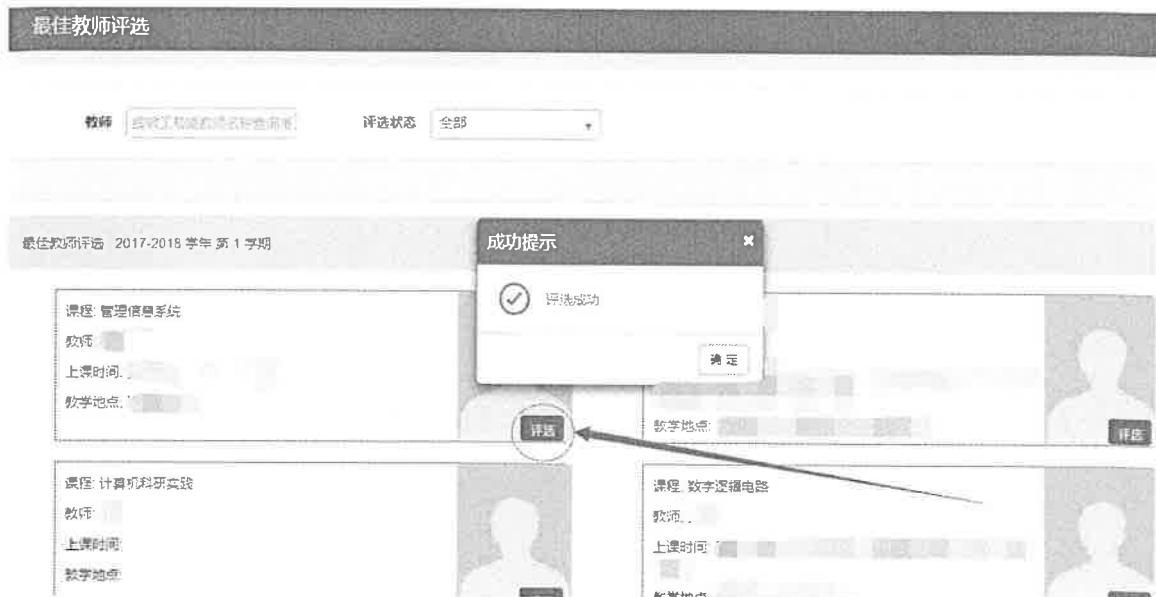 最佳教师评选
教师
评选状态 全部
最佳教师评选 2017-2018 学年 第 1 学期
成功提示 ×
评选成功
确定
课程: 管理信息系统
教师:
上课时间:
教学地点:
评选
教学地点:
评选
课程: 计算机科研实践
教师:
上课时间:
教学地点:
课程: 数字逻辑电路
教师:
上课时间:
教学地点: